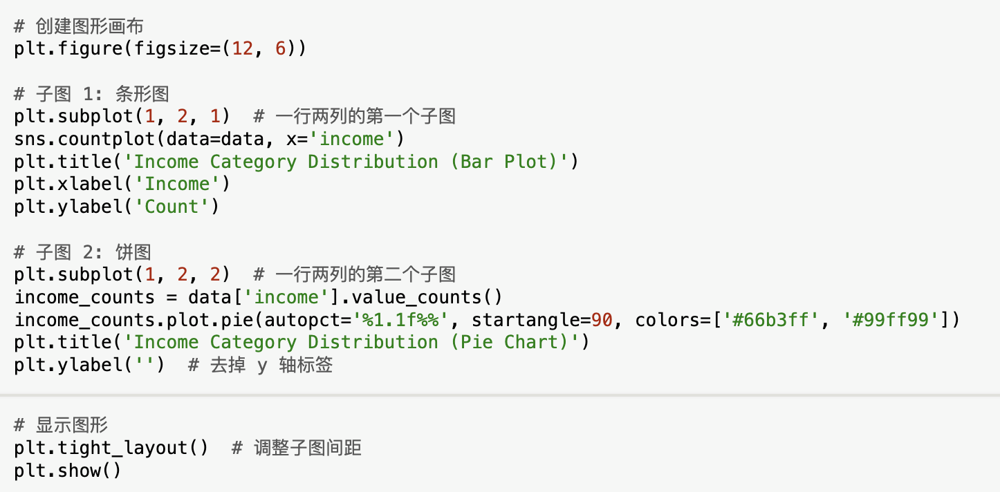 # 创建图形画布
plt.figure(figsize=(12, 6))
# 子图 1: 条形图
plt.subplot(1, 2, 1)  # 一行两列的第一个子图
sns.countplot(data=data, x='income')
plt.title('Income Category Distribution (Bar Plot)')
plt.xlabel('Income')
plt.ylabel('Count')
# 子图 2: 饼图
plt.subplot(1, 2, 2)  # 一行两列的第二个子图
income_counts = data['income'].value_counts()
income_counts.plot.pie(autopct='%1.1f%%', startangle=90, colors=['#66b3ff', '#99ff99'])
plt.title('Income Category Distribution (Pie Chart)')
plt.ylabel('')  # 去掉 y 轴标签
# 显示图形
plt.tight_layout()  # 调整子图间距
plt.show()